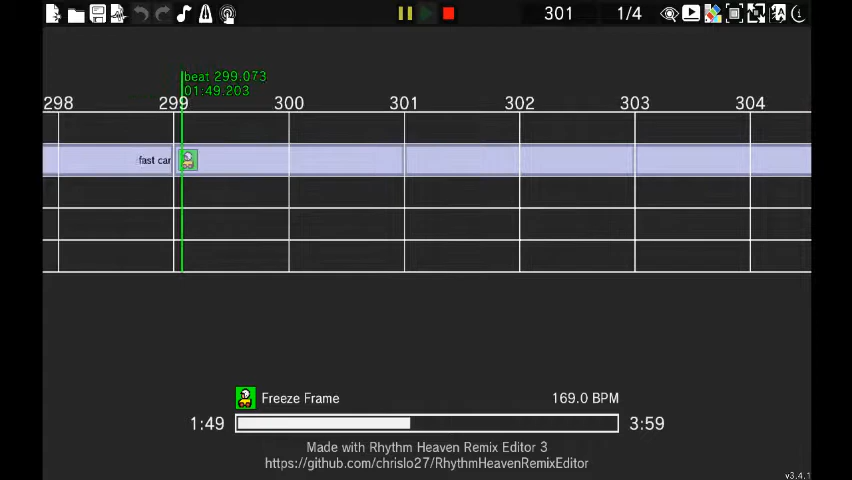 301 1/4
beat 299.073
01:49.203
298 299 300 301 302 303 304
fast car
Freeze Frame 169.0 BPM
1:49 3:59
Made with Rhythm Heaven Remix Editor 3
https://github.com/chrislo27/RhythmHeavenRemixEditor
v3.4.1